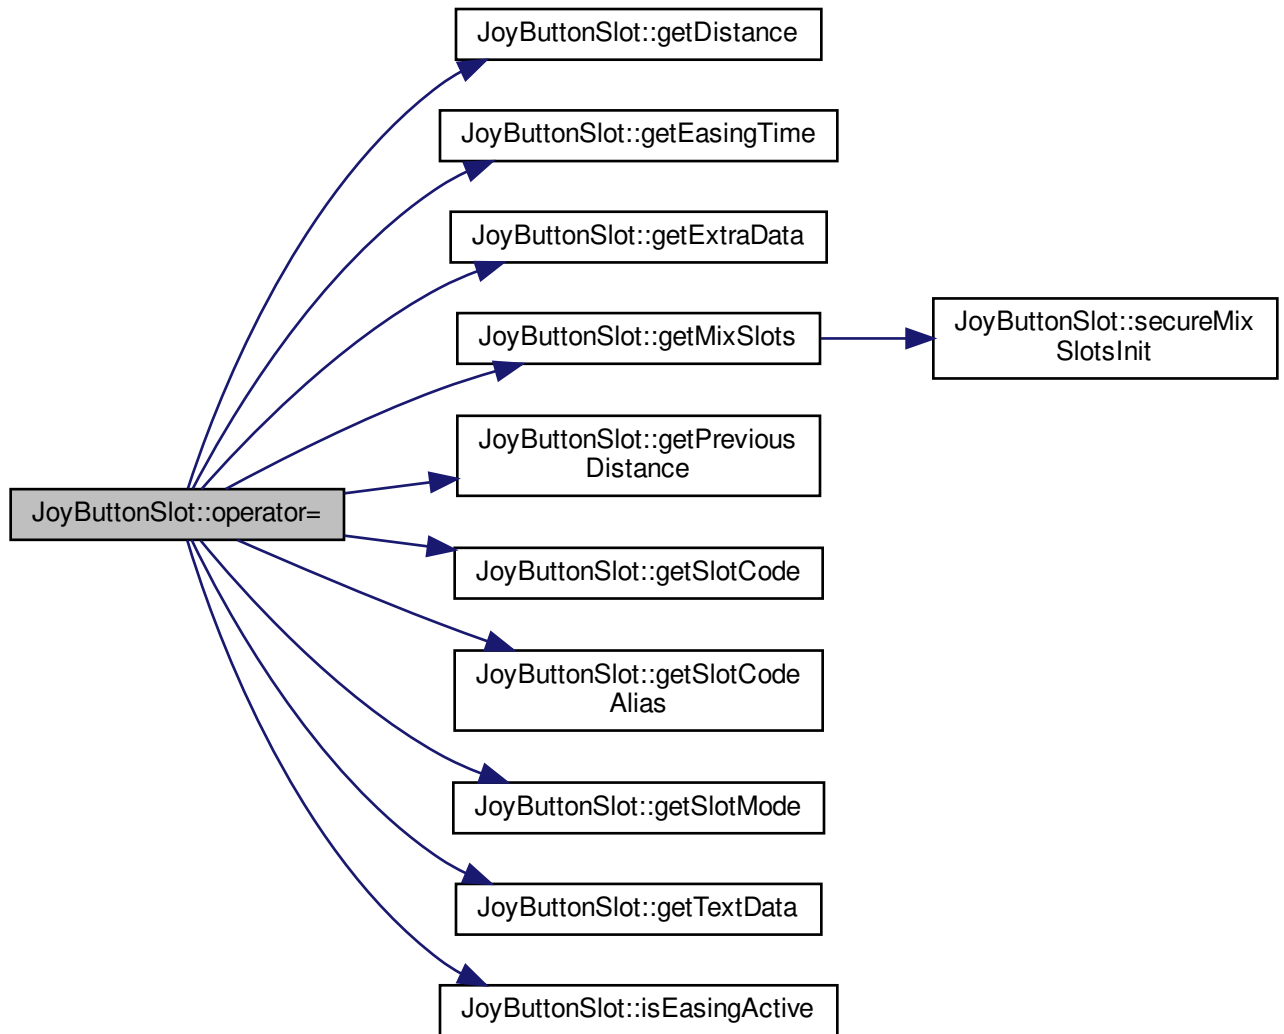 JoyButtonSlot::getDistance
JoyButtonSlot::getEasingTime
JoyButtonSlot::getExtraData
JoyButtonSlot::getMixSlots
JoyButtonSlot::secureMix
SlotsInit
JoyButtonSlot::getPrevious
Distance
JoyButtonSlot::operator=
JoyButtonSlot::getSlotCode
JoyButtonSlot::getSlotCode
Alias
JoyButtonSlot::getSlotMode
JoyButtonSlot::getTextData
JoyButtonSlot::isEasingActive